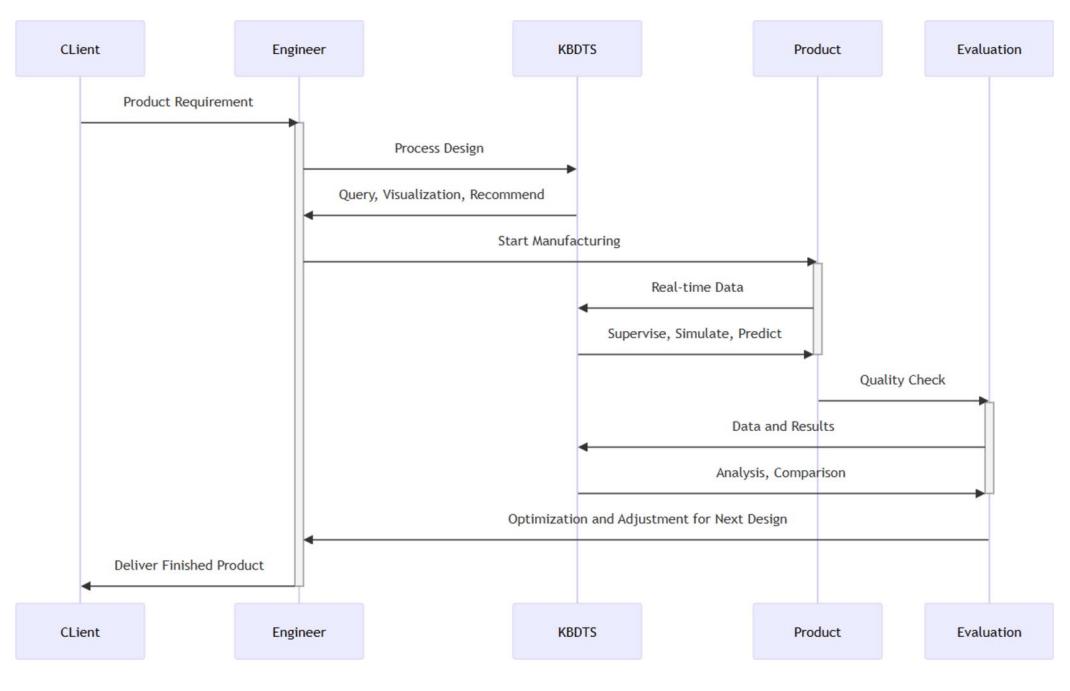 CLient Engineer KBDTS Product Evaluation
Product Requirement
Process Design
Query, Visualization, Recommend
Start Manufacturing
Real-time Data
Supervise, Simulate, Predict
Quality Check
Data and Results
Analysis, Comparison
Optimization and Adjustment for Next Design
Deliver Finished Product
CLient Engineer KBDTS Product Evaluation